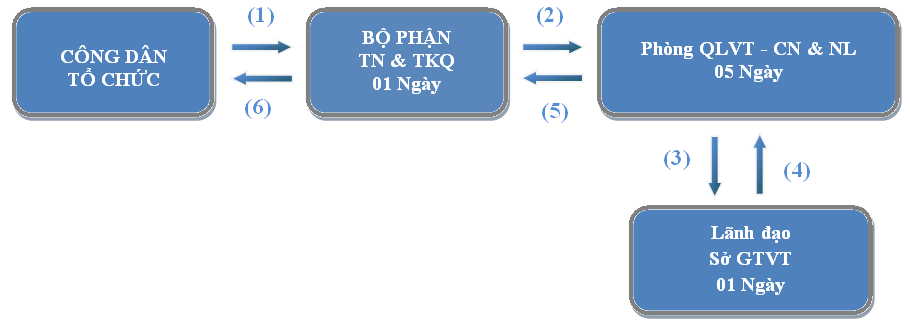 (1)
(2)
CÔNG DÂN
TỔ CHỨC
BỘ PHẬN
TN & TKQ
01 Ngày
Phòng QLVT - CN & NL
05 Ngày
(6)
(5)
(3)
(4)
Lãnh đạo
Sở GTVT
01 Ngày